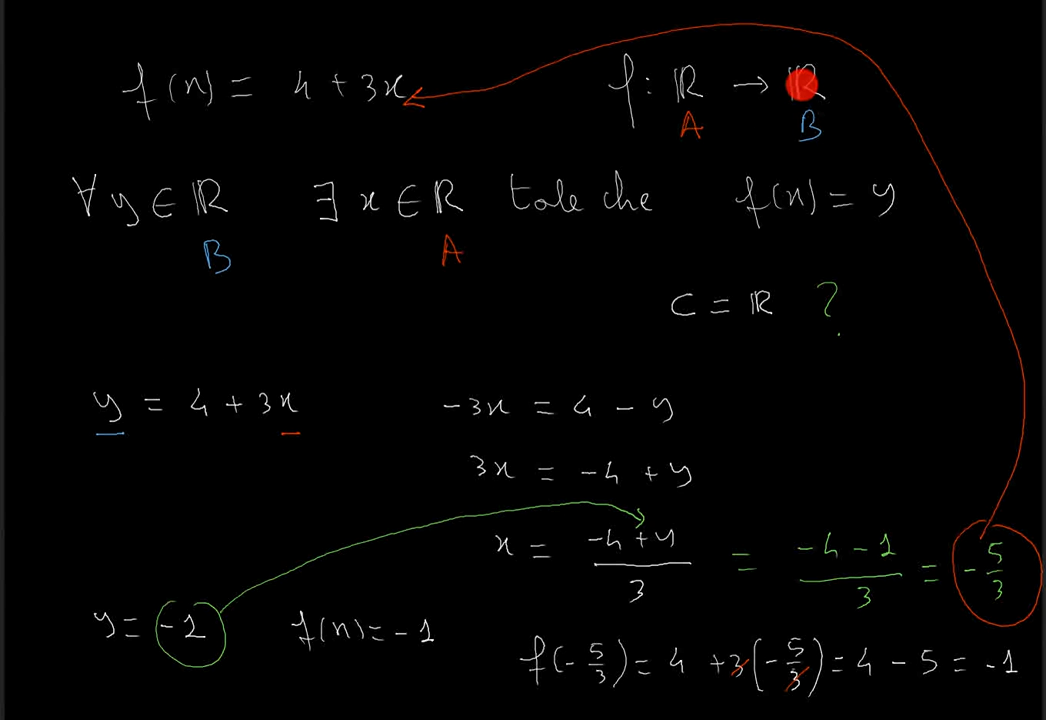 f(x) = 4 + 3x f: ℝ → ℝ
A B
∀ y ∈ ℝ ∃ x ∈ ℝ tale che f(x) = y
B A
C = ℝ ?
y = 4 + 3x -3x = 4 - y
3x = -4 + y
x = (-4 + y)/3 = (-4 - 1)/3 = -5/3
y = -1 f(x) = -1
f(-5/3) = 4 + 3(-5/3) = 4 - 5 = -1